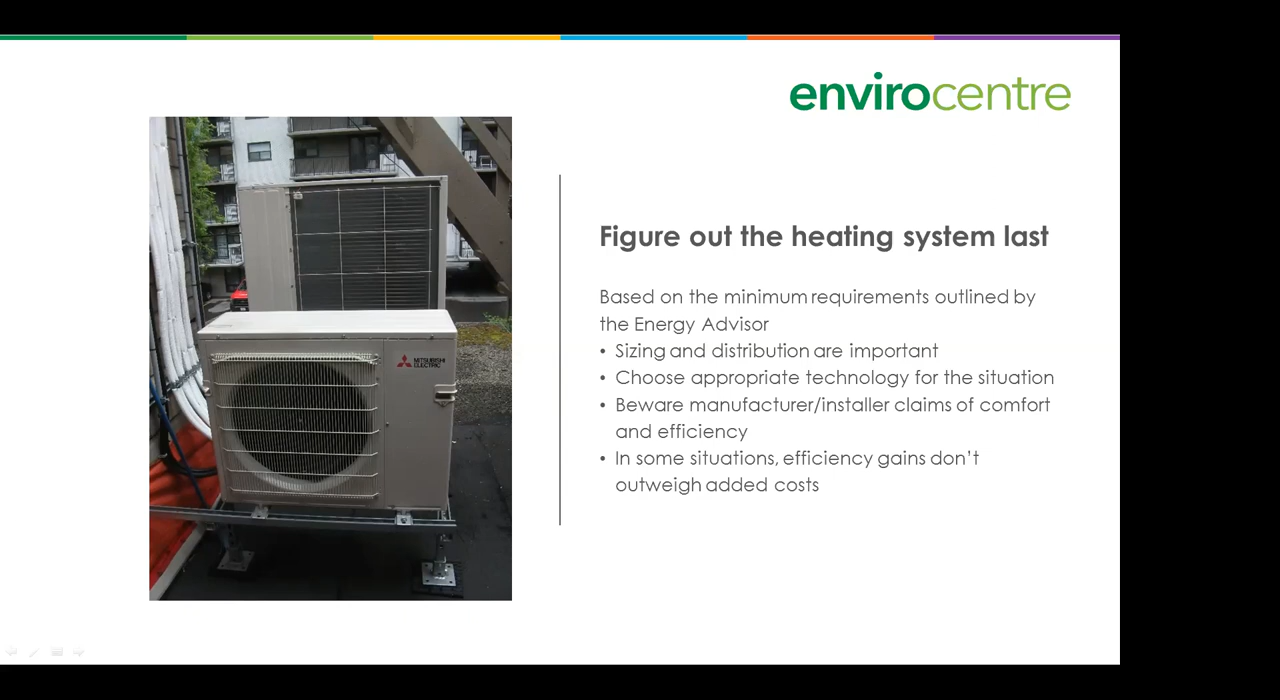 envirocentre
MITSUBISHI
ELECTRIC
Figure out the heating system last
Based on the minimum requirements outlined by
the Energy Advisor
• Sizing and distribution are important
• Choose appropriate technology for the situation
• Beware manufacturer/installer claims of comfort
and efficiency
• In some situations, efficiency gains don’t
outweigh added costs